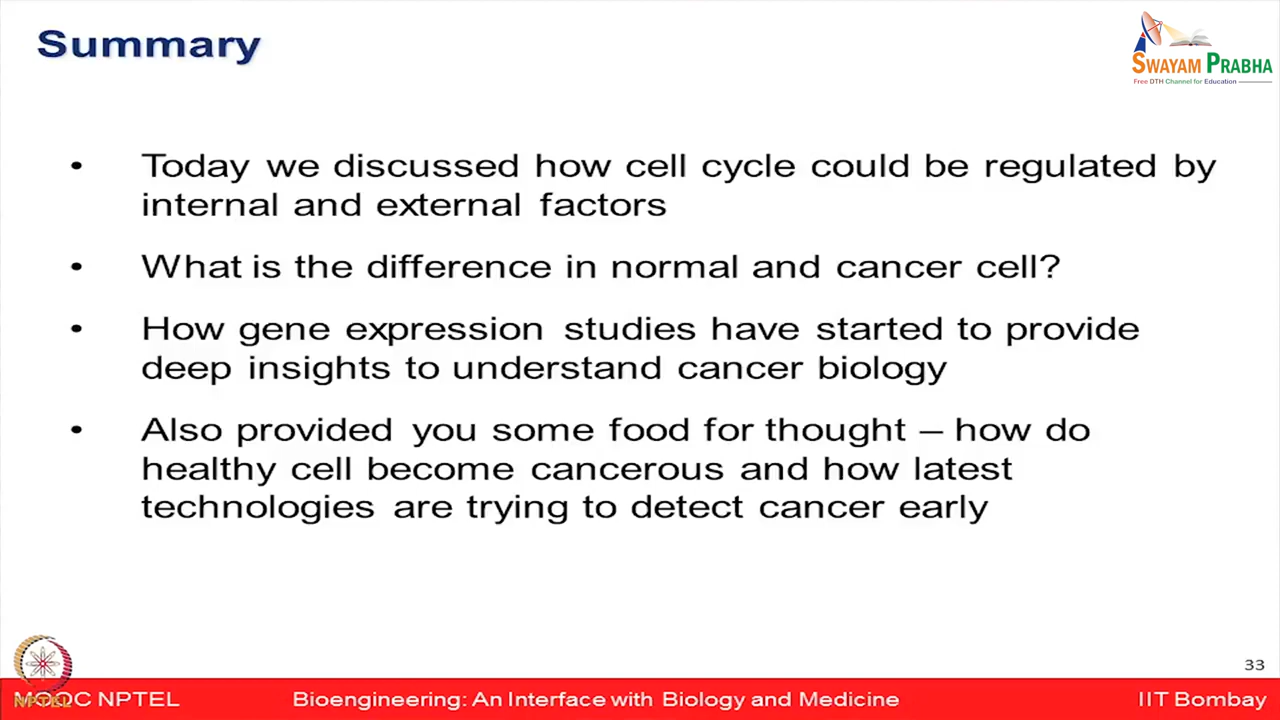 Summary
SWAYAM PRABHA
Free DTH Channel for Education
• Today we discussed how cell cycle could be regulated by
internal and external factors
• What is the difference in normal and cancer cell?
• How gene expression studies have started to provide
deep insights to understand cancer biology
• Also provided you some food for thought – how do
healthy cell become cancerous and how latest
technologies are trying to detect cancer early
33
MOOC NPTEL Bioengineering: An Interface with Biology and Medicine IIT Bombay
NPTEL